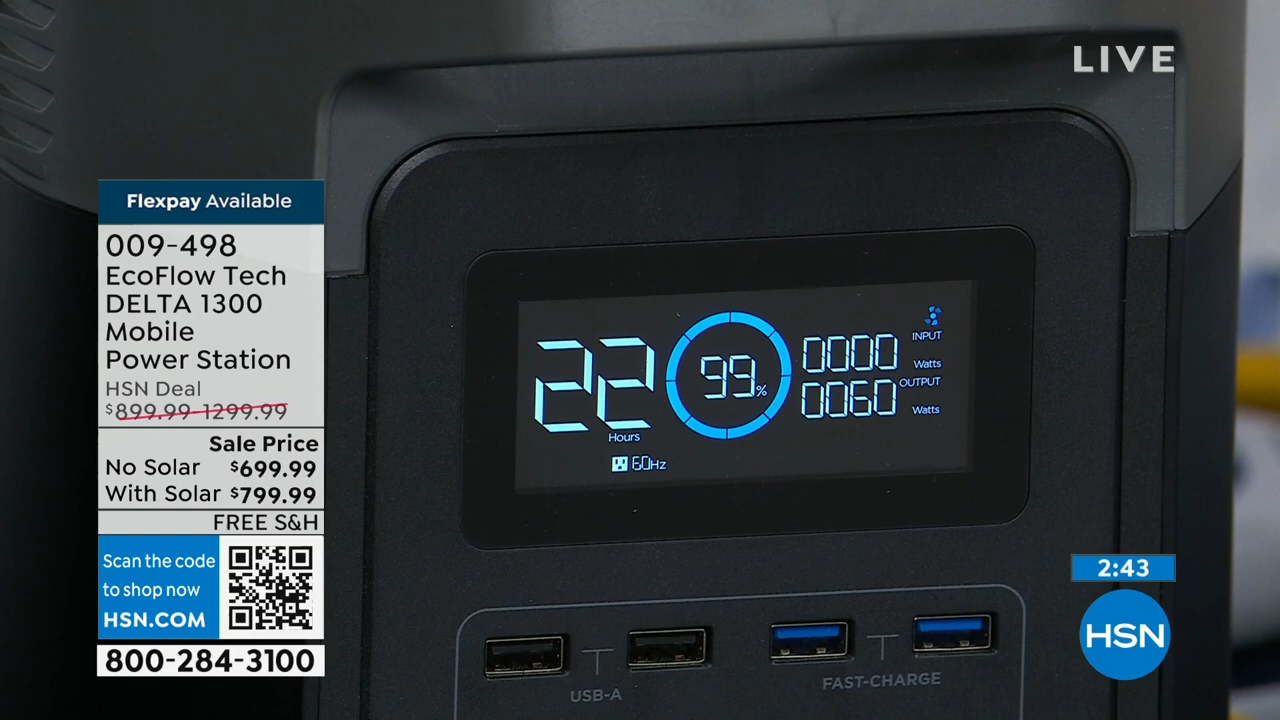 LIVE
Flexpay Available
009-498
EcoFlow Tech
DELTA 1300
Mobile
Power Station
HSN Deal
$899.99-1299.99
Sale Price
No Solar $699.99
With Solar $799.99
FREE S&H
Scan the code
to shop now
HSN.COM
800-284-3100
22
Hours
60Hz
99%
INPUT
0000 Watts
OUTPUT
0060 Watts
USB-A
FAST-CHARGE
2:43
HSN